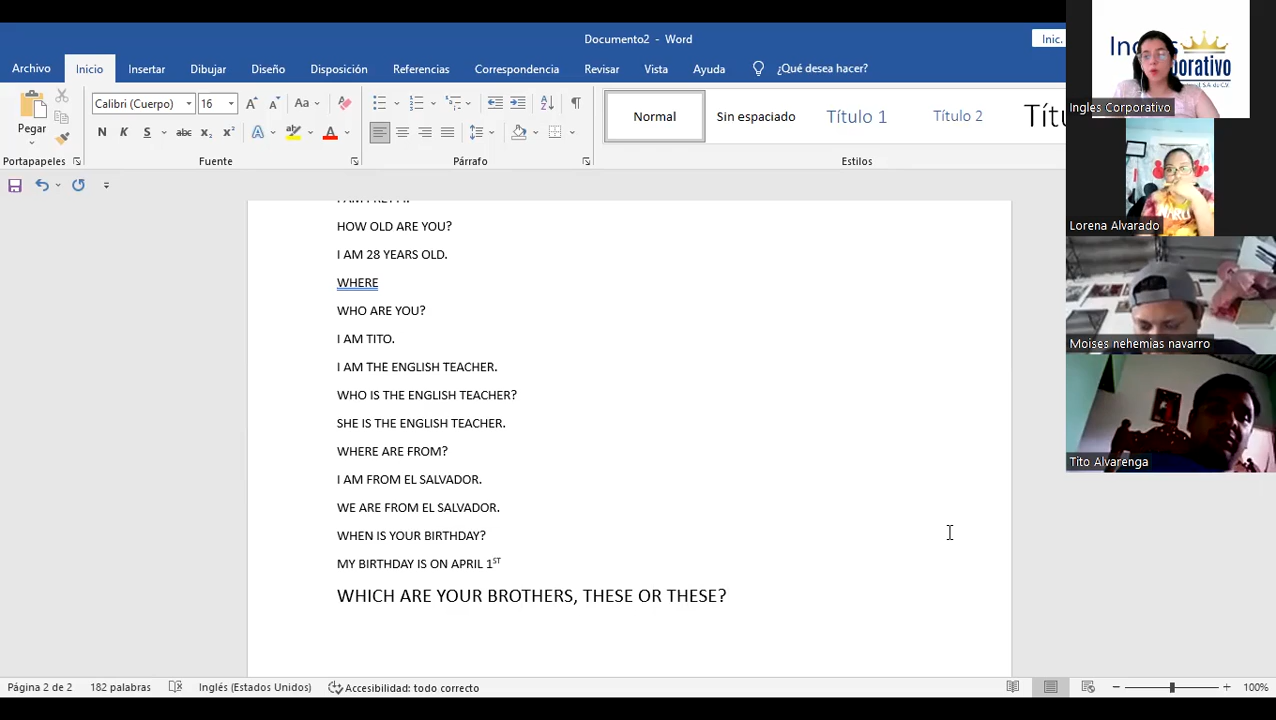 Documento2 - Word
Inic.
Archivo Inicio Insertar Dibujar Diseño Disposición Referencias Correspondencia Revisar Vista Ayuda ¿Qué desea hacer?
Pegar
Calibri (Cuerpo) 16
Normal
Sin espaciado
Título 1
Título 2
Portapapeles Fuente Párrafo Estilos
HOW OLD ARE YOU?
I AM 28 YEARS OLD.
WHERE
WHO ARE YOU?
I AM TITO.
I AM THE ENGLISH TEACHER.
WHO IS THE ENGLISH TEACHER?
SHE IS THE ENGLISH TEACHER.
WHERE ARE FROM?
I AM FROM EL SALVADOR.
WE ARE FROM EL SALVADOR.
WHEN IS YOUR BIRTHDAY?
MY BIRTHDAY IS ON APRIL 1ST
WHICH ARE YOUR BROTHERS, THESE OR THESE?
Página 2 de 2 182 palabras Inglés (Estados Unidos) Accesibilidad: todo correcto 100%
Ingles Corporativo
Lorena Alvarado
Moises nehemias navarro
Tito Alvarenga